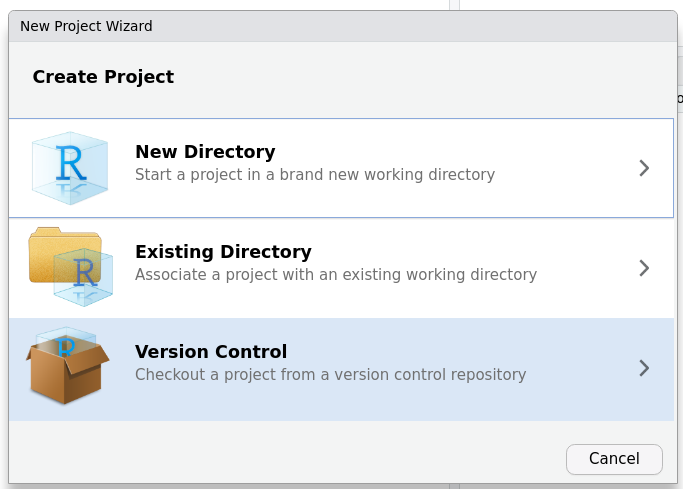 New Project Wizard
Create Project
R
New Directory
Start a project in a brand new working directory
R
Existing Directory
Associate a project with an existing working directory
R
Version Control
Checkout a project from a version control repository
Cancel